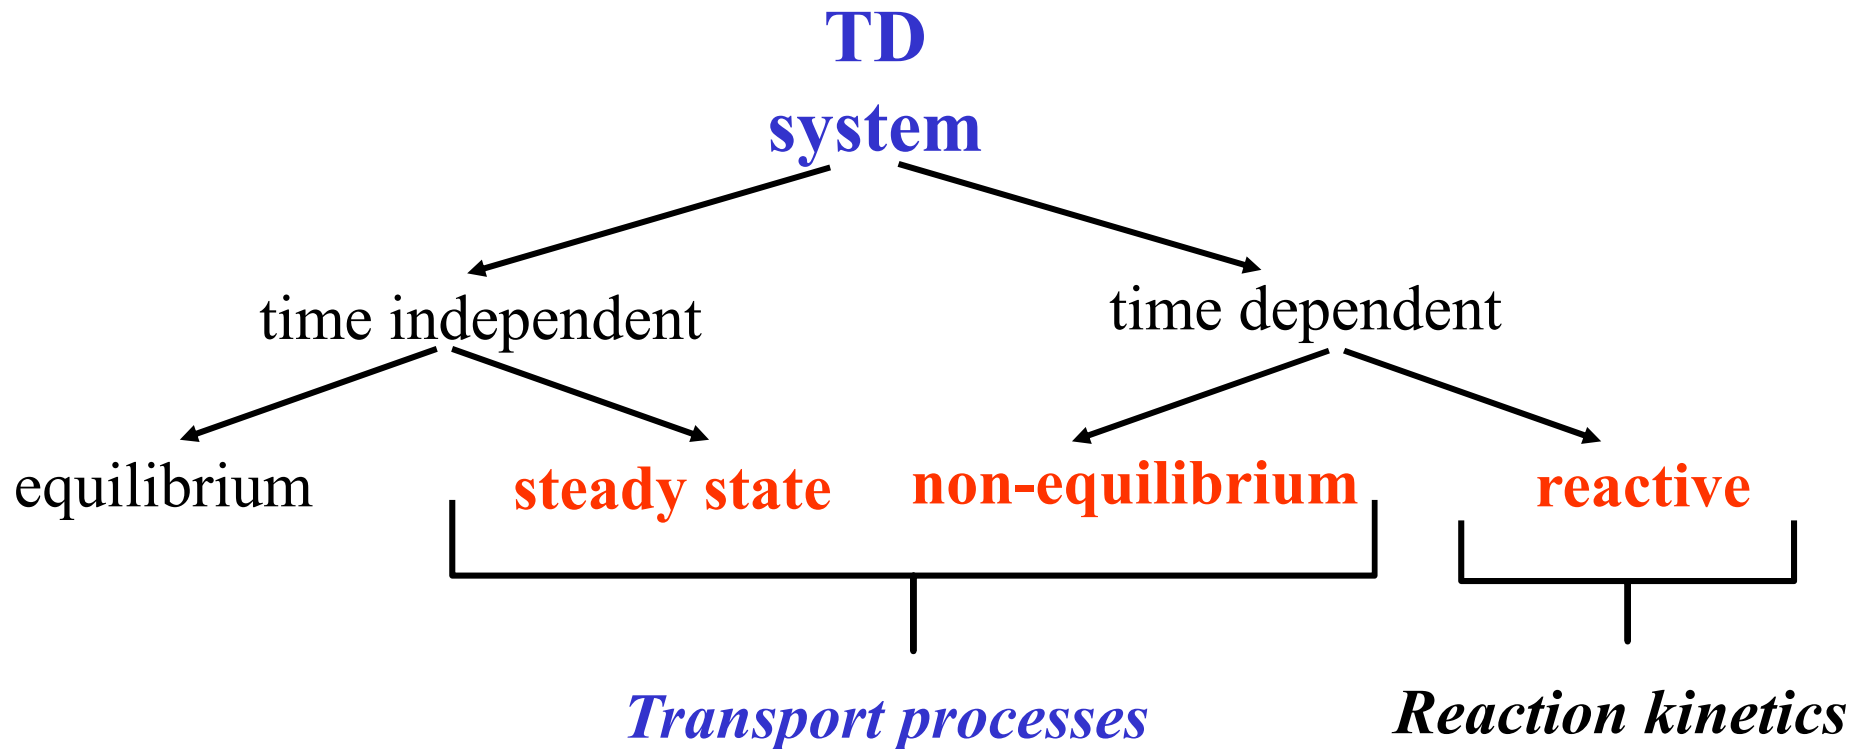 TD
system
time independent
time dependent
equilibrium
steady state
non-equilibrium
reactive
Transport processes
Reaction kinetics